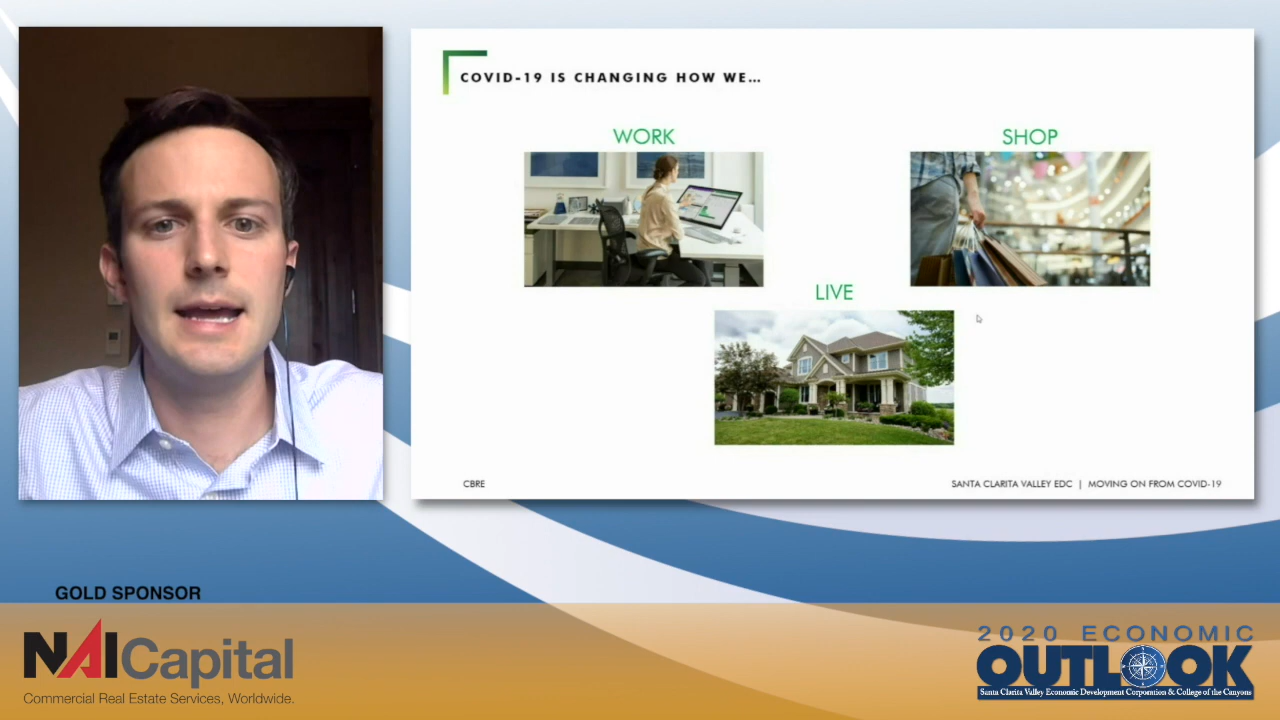 COVID-19 IS CHANGING HOW WE...
WORK
SHOP
LIVE
CBRE
SANTA CLARITA VALLEY EDC | MOVING ON FROM COVID-19
GOLD SPONSOR
NAICapital
Commercial Real Estate Services, Worldwide.
2020 ECONOMIC
OUTLOOK
Santa Clarita Valley Economic Development Corporation & College of the Canyons